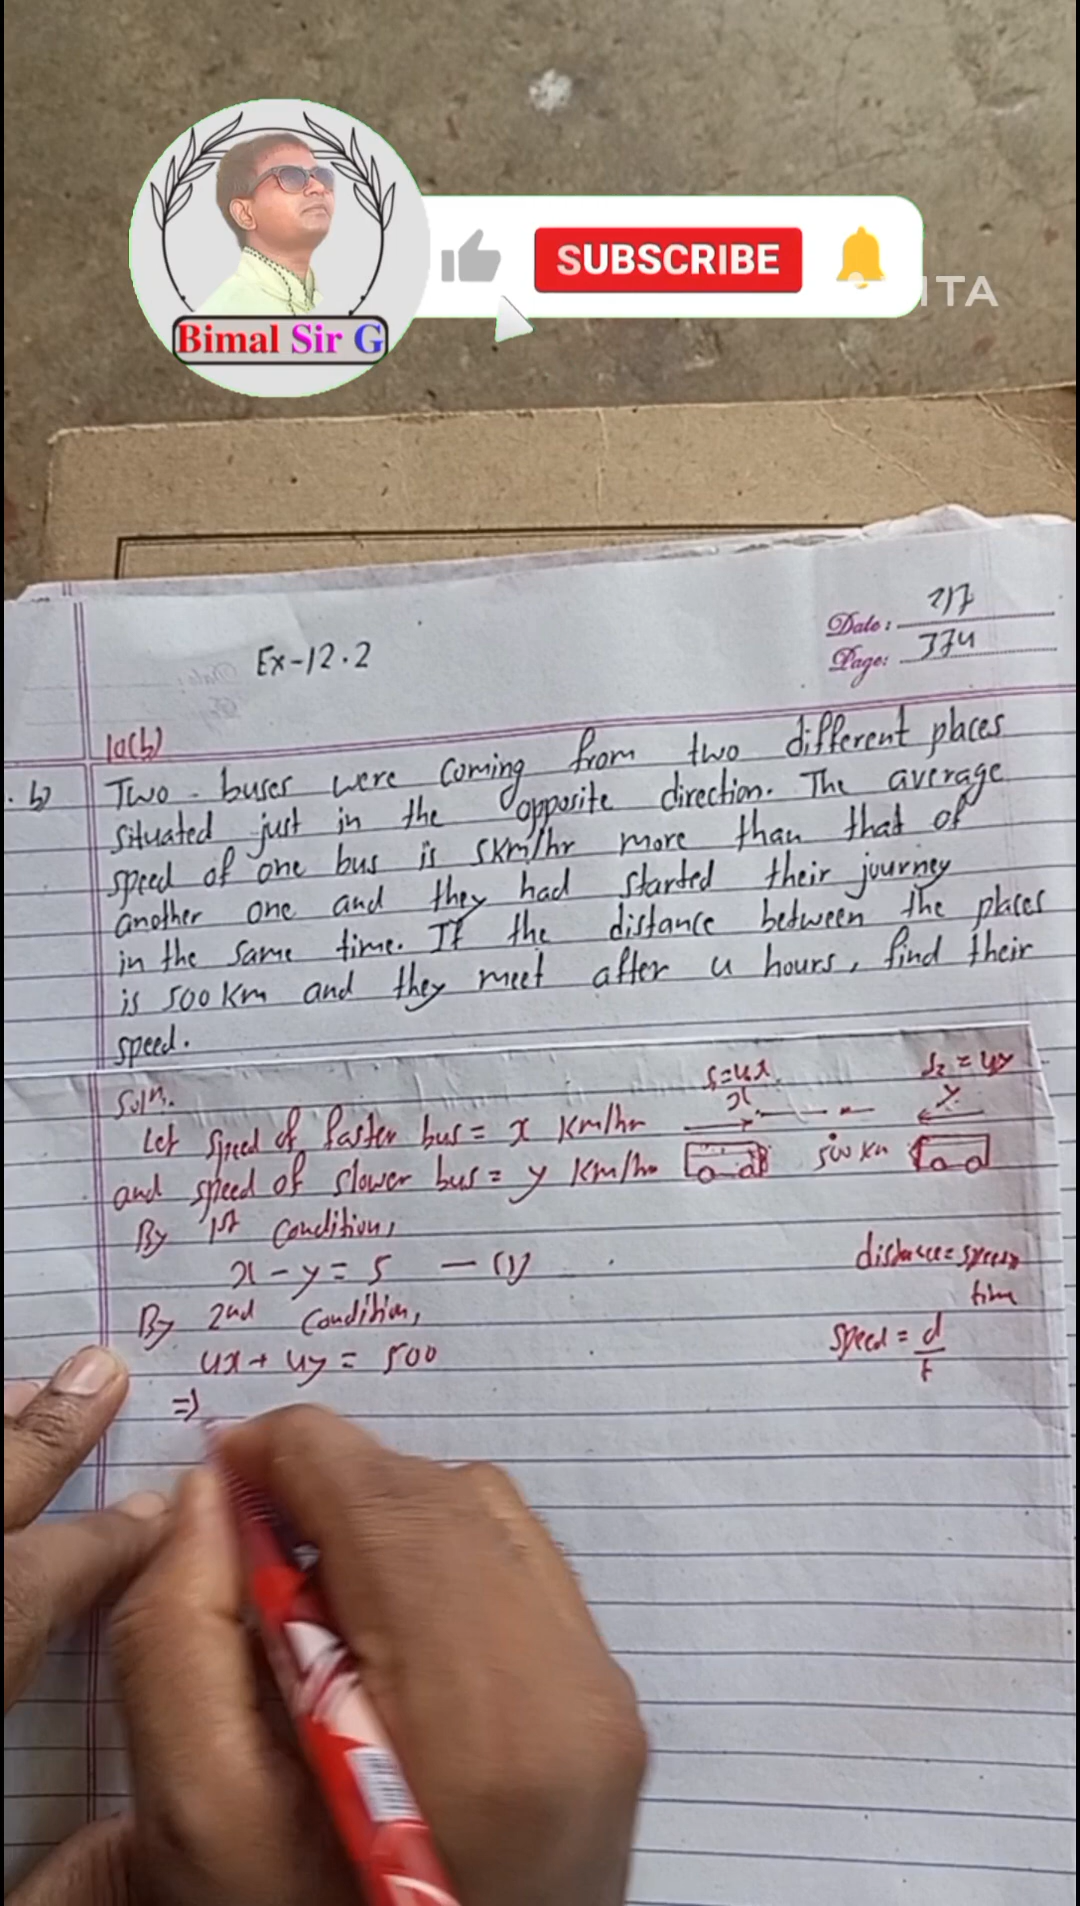 SUBSCRIBE
ITA
Bimal Sir G
Date: 217
Page: 374
Ex-12.2
10(b)
b) Two buses were coming from two different places
situated just in the opposite direction. The average
speed of one bus is 5km/hr more than that of
another one and they had started their journey
in the same time. If the distance between the places
is 500 km and they meet after 4 hours, find their
speed.
Soln.
S=4x S2 = 4y
x y
Let speed of faster bus = x Km/hr
500 km
and speed of slower bus = y Km/hr
By 1st Condition,
x - y = 5 — (1)
distance = speed x
time
By 2nd Condition,
speed = d/t
4x + 4y = 500
=)